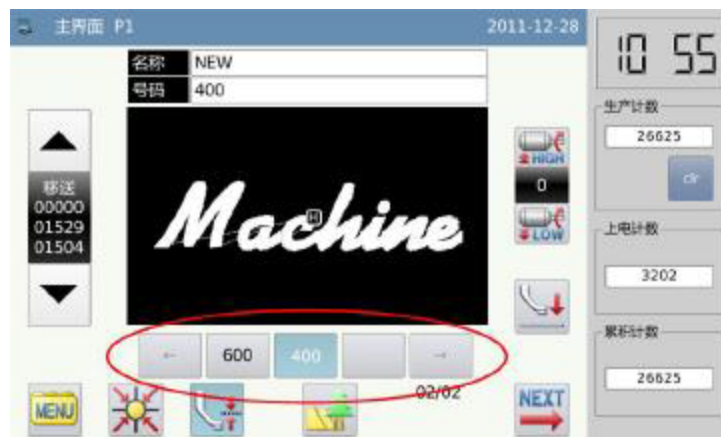 主界面 P1
2011-12-28
10 55
名称 NEW
号码 400
移送
00000
01529
01504
Machine
H
HIGH
0
LOW
← 600 400 →
02/02
MENU
NEXT
生产计数
26625
clr
上电计数
3202
累积计数
26625